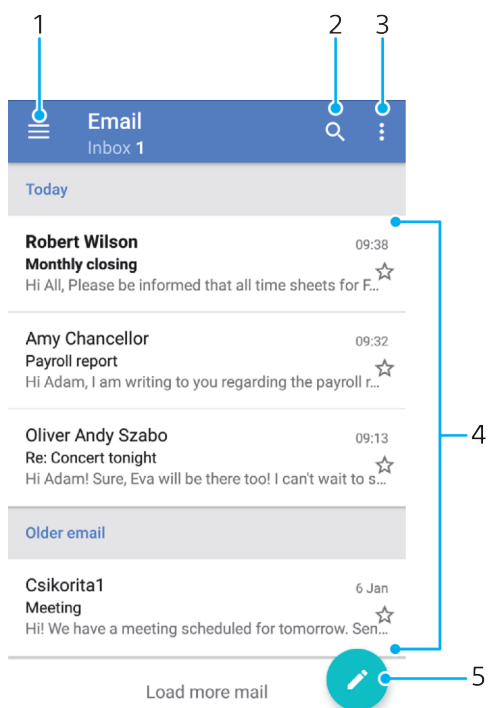 1 2 3
Email
Inbox 1
Today
Robert Wilson 09:38
Monthly closing
Hi All, Please be informed that all time sheets for F...
Amy Chancellor 09:32
Payroll report
Hi Adam, I am writing to you regarding the payroll r...
4
Oliver Andy Szabo 09:13
Re: Concert tonight
Hi Adam! Sure, Eva will be there too! I can't wait to s...
Older email
Csikorita1 6 Jan
Meeting
Hi! We have a meeting scheduled for tomorrow. Sen...
5
Load more mail